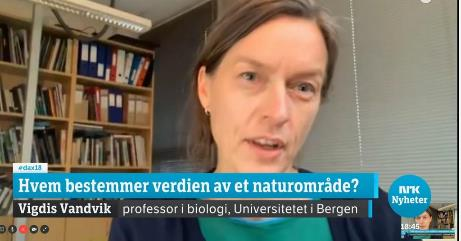 #dax18
Hvem bestemmer verdien av et naturområde?
Vigdis Vandvik professor i biologi, Universitetet i Bergen
NRK
Nyheter
18:45